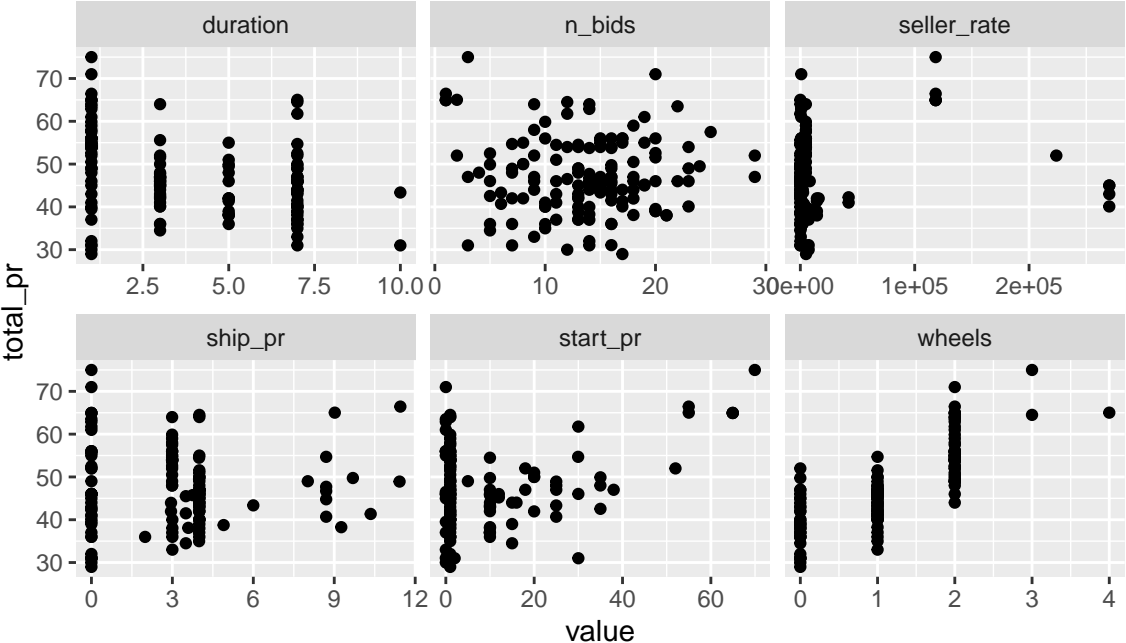 duration n_bids seller_rate
70
60
50
40
30
2.5 5.0 7.5 10.0 0 10 20 30 0e+00 1e+05 2e+05
total_pr
ship_pr start_pr wheels
70
60
50
40
30
0 3 6 9 12 0 20 40 60 0 1 2 3 4
value